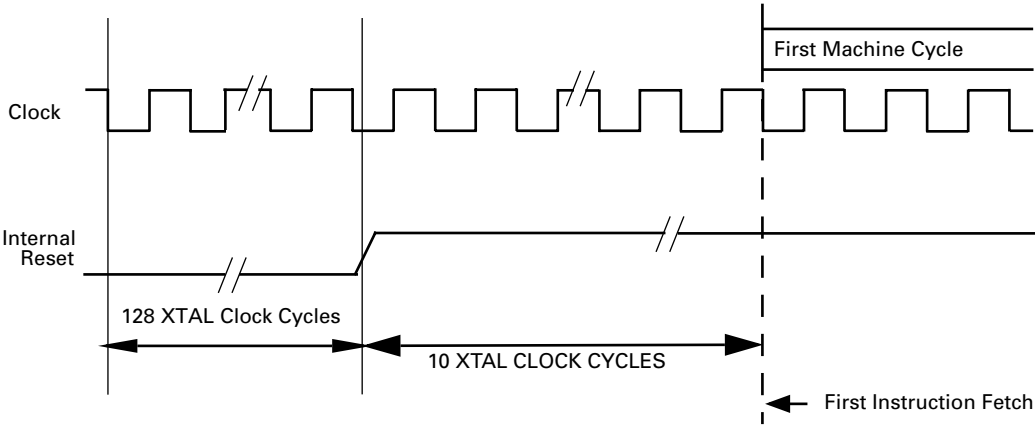 First Machine Cycle
Clock
Internal
Reset
128 XTAL Clock Cycles
10 XTAL CLOCK CYCLES
First Instruction Fetch